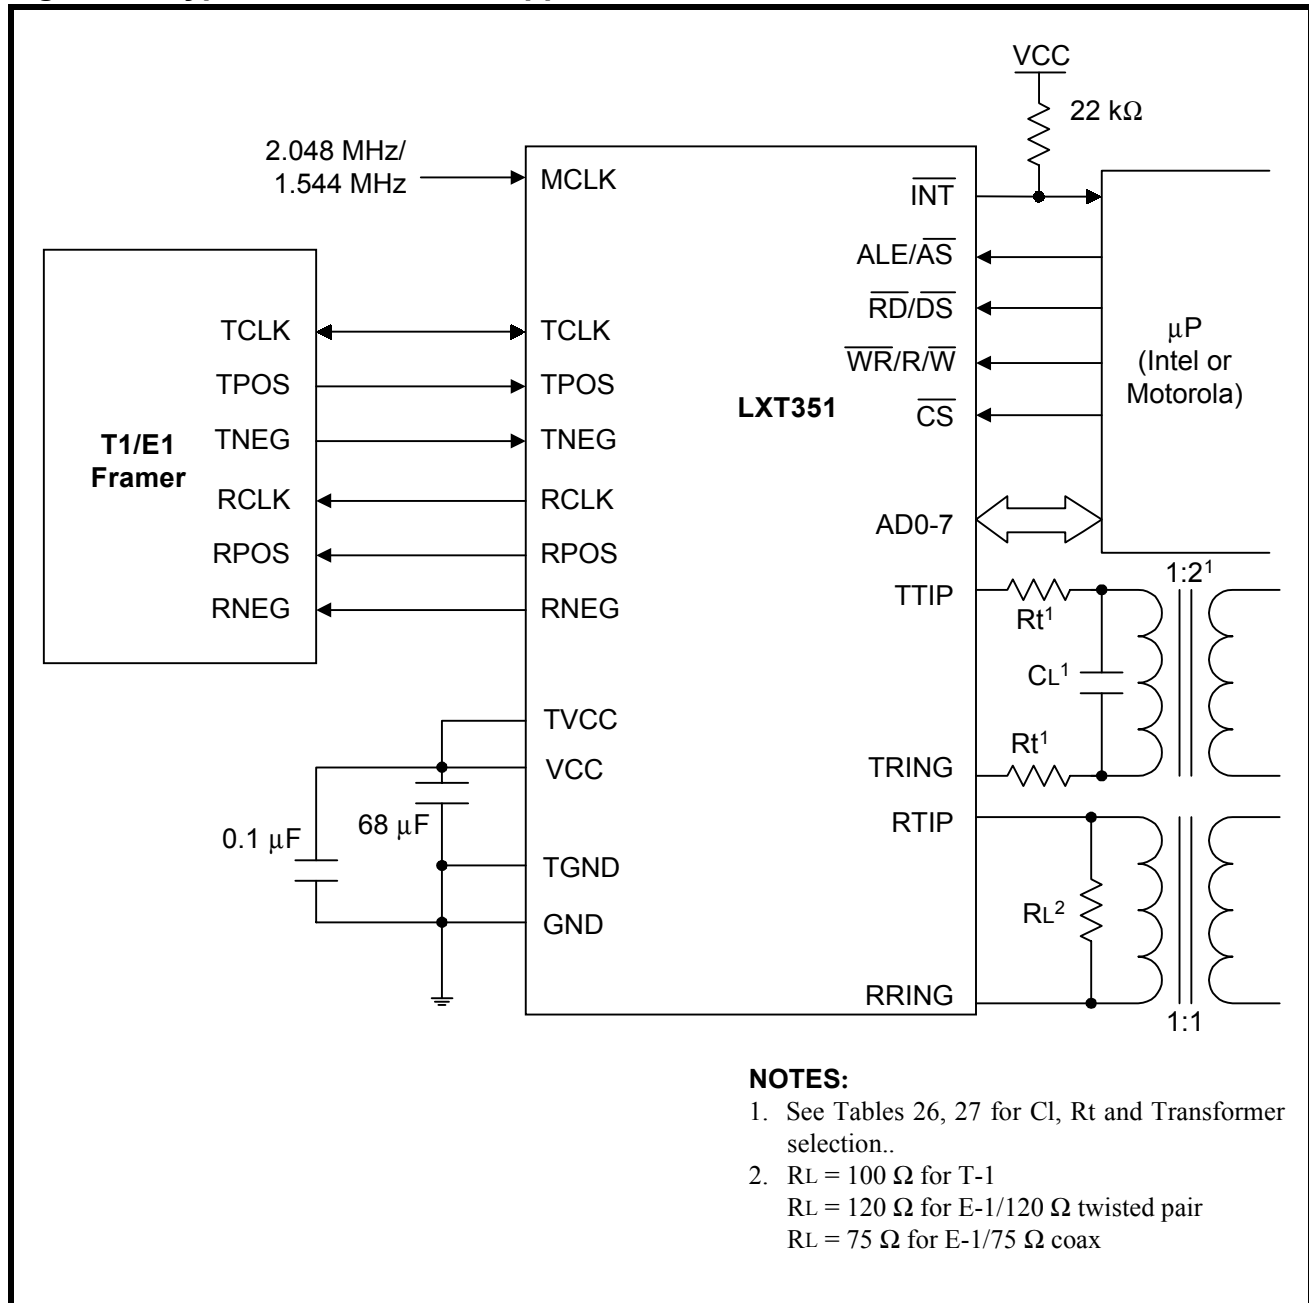 VCC
22 kΩ
2.048 MHz/
1.544 MHz
MCLK
INT
ALE/AS
RD/DS
WR/R/W
CS
AD0-7
µP
(Intel or
Motorola)
T1/E1
Framer
TCLK
TPOS
TNEG
RCLK
RPOS
RNEG
TCLK
TPOS
TNEG
RCLK
RPOS
RNEG
LXT351
TTIP
Rt¹
1:2¹
CL¹
Rt¹
TRING
TVCC
VCC
0.1 µF
68 µF
TGND
GND
RTIP
RL²
RRING
1:1
NOTES:
1. See Tables 26, 27 for Cl, Rt and Transformer
selection..
2. RL = 100 Ω for T-1
RL = 120 Ω for E-1/120 Ω twisted pair
RL = 75 Ω for E-1/75 Ω coax